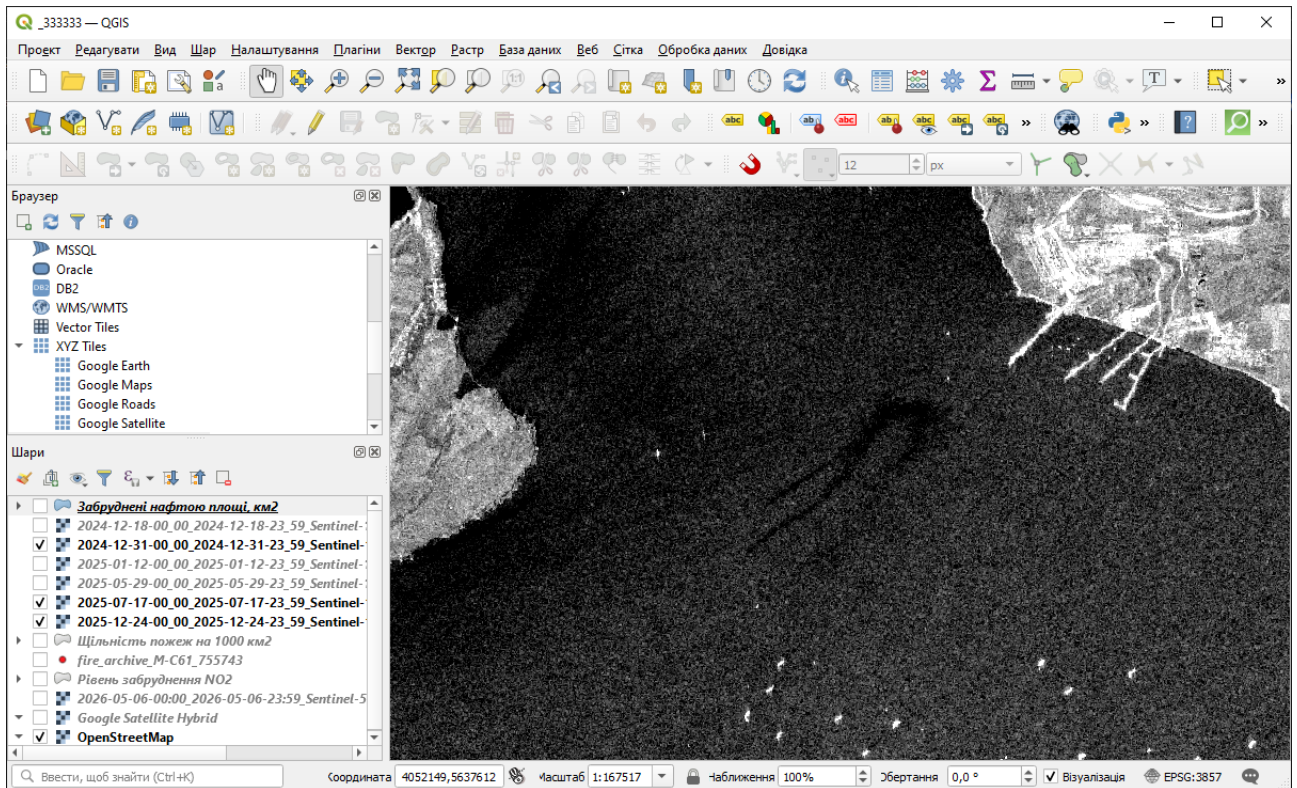 _333333 — QGIS
Проект Редагувати Вид Шар Налаштування Плагіни Вектор Растр База даних Веб Сітка Обробка даних Довідка
12 px
Браузер
MSSQL
Oracle
DB2
WMS/WMTS
Vector Tiles
XYZ Tiles
Google Earth
Google Maps
Google Roads
Google Satellite
Шари
Забруднені нафтою площі, км2
2024-12-18-00_00_2024-12-18-23_59_Sentinel-
2024-12-31-00_00_2024-12-31-23_59_Sentinel-
2025-01-12-00_00_2025-01-12-23_59_Sentinel-
2025-05-29-00_00_2025-05-29-23_59_Sentinel-
2025-07-17-00_00_2025-07-17-23_59_Sentinel-
2025-12-24-00_00_2025-12-24-23_59_Sentinel-
Щільність пожеж на 1000 км2
fire_archive_M-C61_755743
Рівень забруднення NO2
2026-05-06-00:00_2026-05-06-23:59_Sentinel-5
Google Satellite Hybrid
OpenStreetMap
Ввести, щоб знайти (Ctrl+K) Координата 4052149,5637612 Масштаб 1:167517 наближення 100% Обертання 0,0 ° Візуалізація EPSG:3857